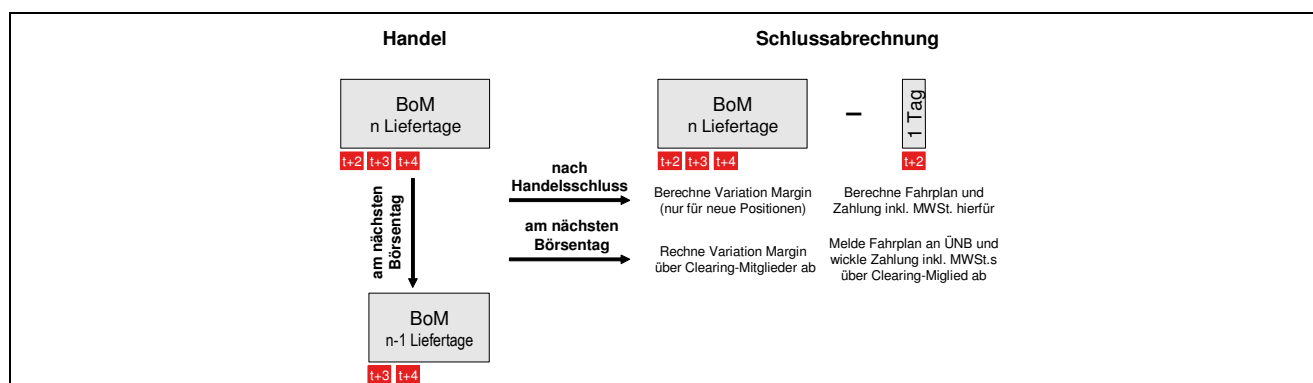 Handel
Schlussabrechnung
BoM
n Liefertage
t+2 t+3 t+4
BoM
n Liefertage
–
1 Tag
t+2 t+3 t+4
t+2
am nächsten
Börsentag
nach
Handelsschluss
Berechne Variation Margin
(nur für neue Positionen)
Berechne Fahrplan und
Zahlung inkl. MWSt. hierfür
am nächsten
Börsentag
Rechne Variation Margin
über Clearing-Mitglieder ab
Melde Fahrplan an ÜNB und
wickle Zahlung inkl. MWSt.s
über Clearing-Miglied ab
BoM
n-1 Liefertage
t+3 t+4